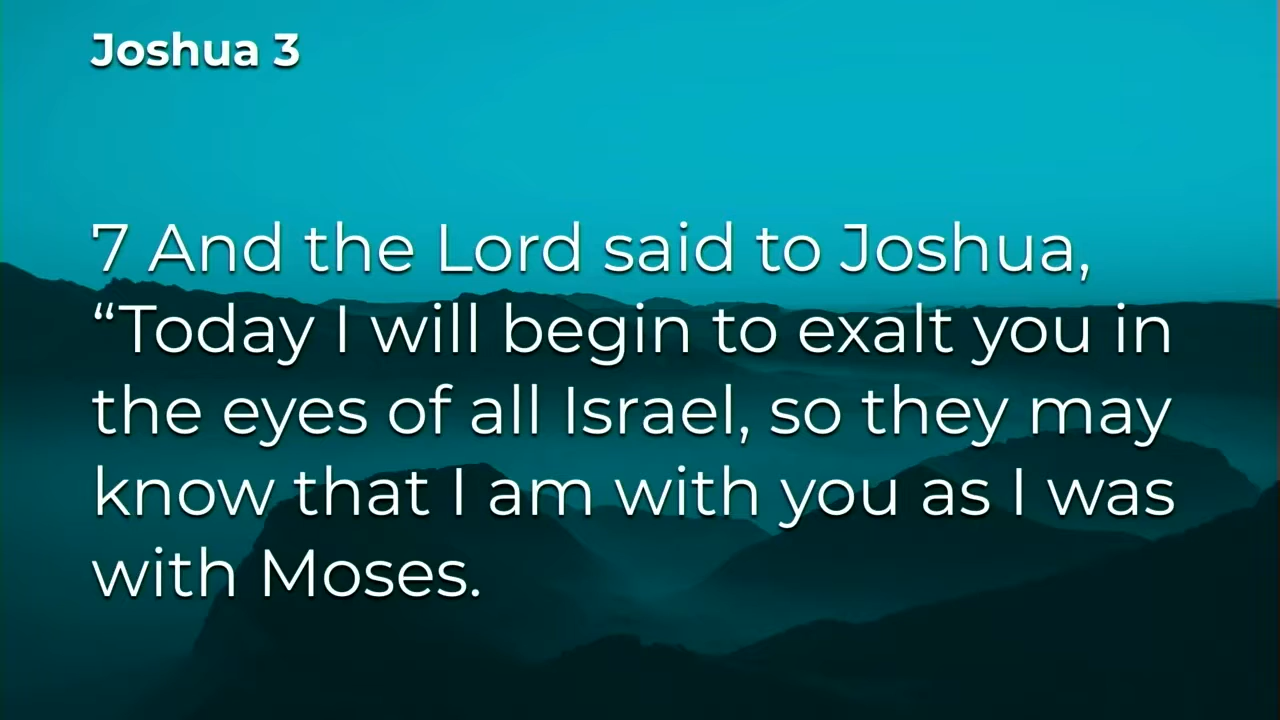 Joshua 3
7 And the Lord said to Joshua,
“Today I will begin to exalt you in
the eyes of all Israel, so they may
know that I am with you as I was
with Moses.